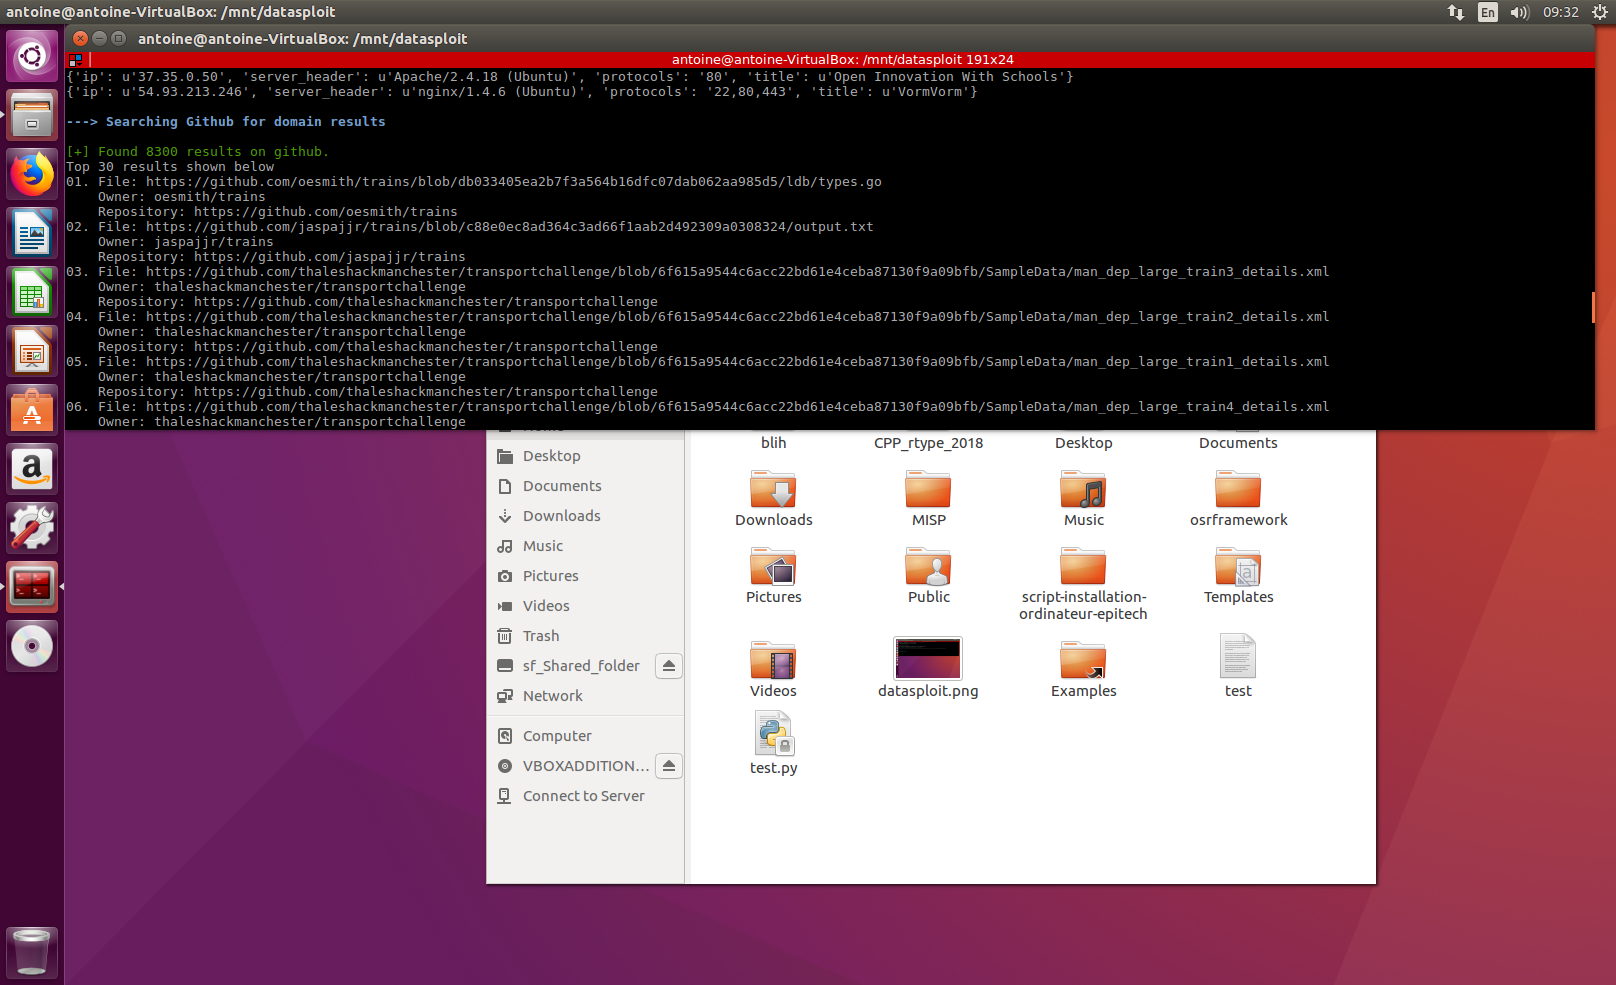 antoine@antoine-VirtualBox: /mnt/datasploit
En
09:32
antoine@antoine-VirtualBox: /mnt/datasploit
antoine@antoine-VirtualBox: /mnt/datasploit 191x24
{'ip': u'37.35.0.50', 'server_header': u'Apache/2.4.18 (Ubuntu)', 'protocols': '80', 'title': u'Open Innovation With Schools'}
{'ip': u'54.93.213.246', 'server_header': u'nginx/1.4.6 (Ubuntu)', 'protocols': '22,80,443', 'title': u'VormVorm'}
---> Searching Github for domain results
[+] Found 8300 results on github.
Top 30 results shown below
01. File: https://github.com/oesmith/trains/blob/db033405ea2b7f3a564b16dfc07dab062aa985d5/ldb/types.go
Owner: oesmith/trains
Repository: https://github.com/oesmith/trains
02. File: https://github.com/jaspajjr/trains/blob/c88e0ec8ad364c3ad66f1aab2d492309a0308324/output.txt
Owner: jaspajjr/trains
Repository: https://github.com/jaspajjr/trains
03. File: https://github.com/thaleshackmanchester/transportchallenge/blob/6f615a9544c6acc22bd61e4ceba87130f9a09bfb/SampleData/man_dep_large_train3_details.xml
Owner: thaleshackmanchester/transportchallenge
Repository: https://github.com/thaleshackmanchester/transportchallenge
04. File: https://github.com/thaleshackmanchester/transportchallenge/blob/6f615a9544c6acc22bd61e4ceba87130f9a09bfb/SampleData/man_dep_large_train2_details.xml
Owner: thaleshackmanchester/transportchallenge
Repository: https://github.com/thaleshackmanchester/transportchallenge
05. File: https://github.com/thaleshackmanchester/transportchallenge/blob/6f615a9544c6acc22bd61e4ceba87130f9a09bfb/SampleData/man_dep_large_train1_details.xml
Owner: thaleshackmanchester/transportchallenge
Repository: https://github.com/thaleshackmanchester/transportchallenge
06. File: https://github.com/thaleshackmanchester/transportchallenge/blob/6f615a9544c6acc22bd61e4ceba87130f9a09bfb/SampleData/man_dep_large_train4_details.xml
Owner: thaleshackmanchester/transportchallenge
Desktop
Documents
Downloads
Music
Pictures
Videos
Trash
sf_Shared_folder
Network
Computer
VBOXADDITION...
Connect to Server
blih
CPP_rtype_2018
Desktop
Documents
Downloads
MISP
Music
osrframework
Pictures
Public
script-installation-
ordinateur-epitech
Templates
Videos
datasploit.png
Examples
test
test.py